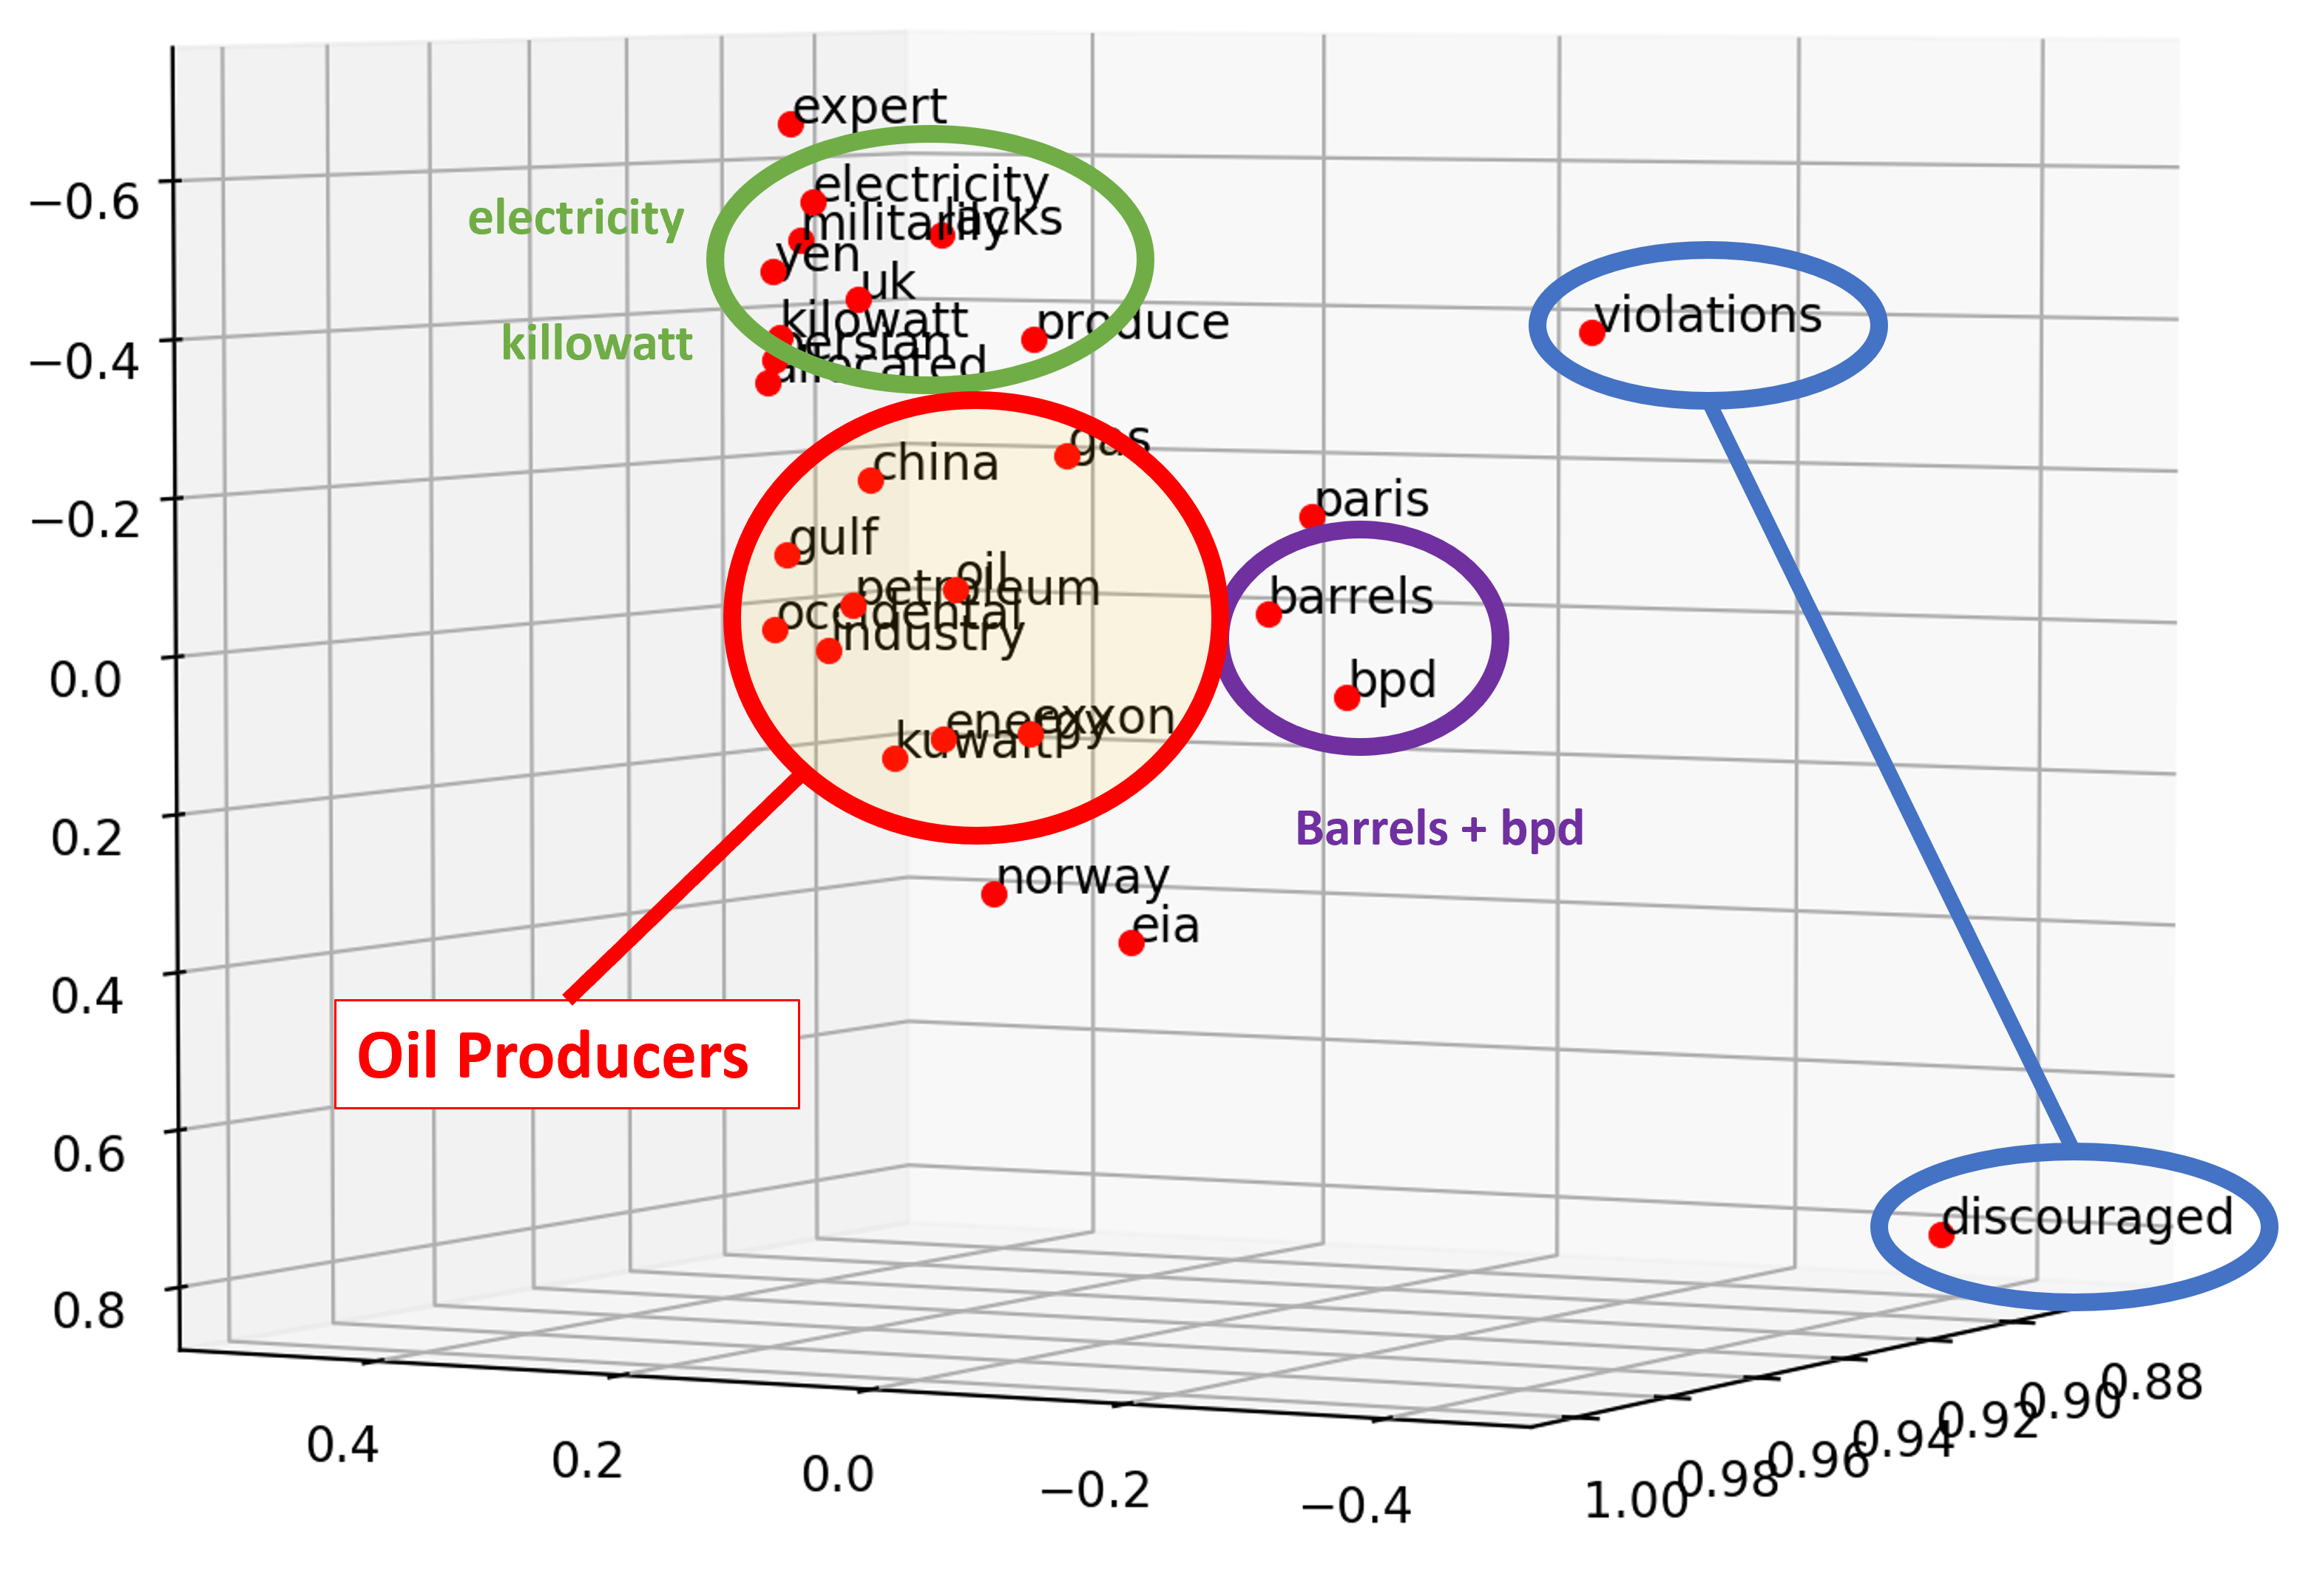 expert
electricity
militarily
lacks
yen
uk
kilowatt
persian
allocated
produce
electricity
killowatt
violations
gas
china
paris
gulf
oil
petroleum
occidental
industry
barrels
bpd
energy
exxon
kuwait
Barrels + bpd
norway
eia
Oil Producers
discouraged
−0.6
−0.4
−0.2
0.0
0.2
0.4
0.6
0.8
0.4
0.2
0.0
−0.2
−0.4
1.00
0.98
0.96
0.94
0.92
0.90
0.88